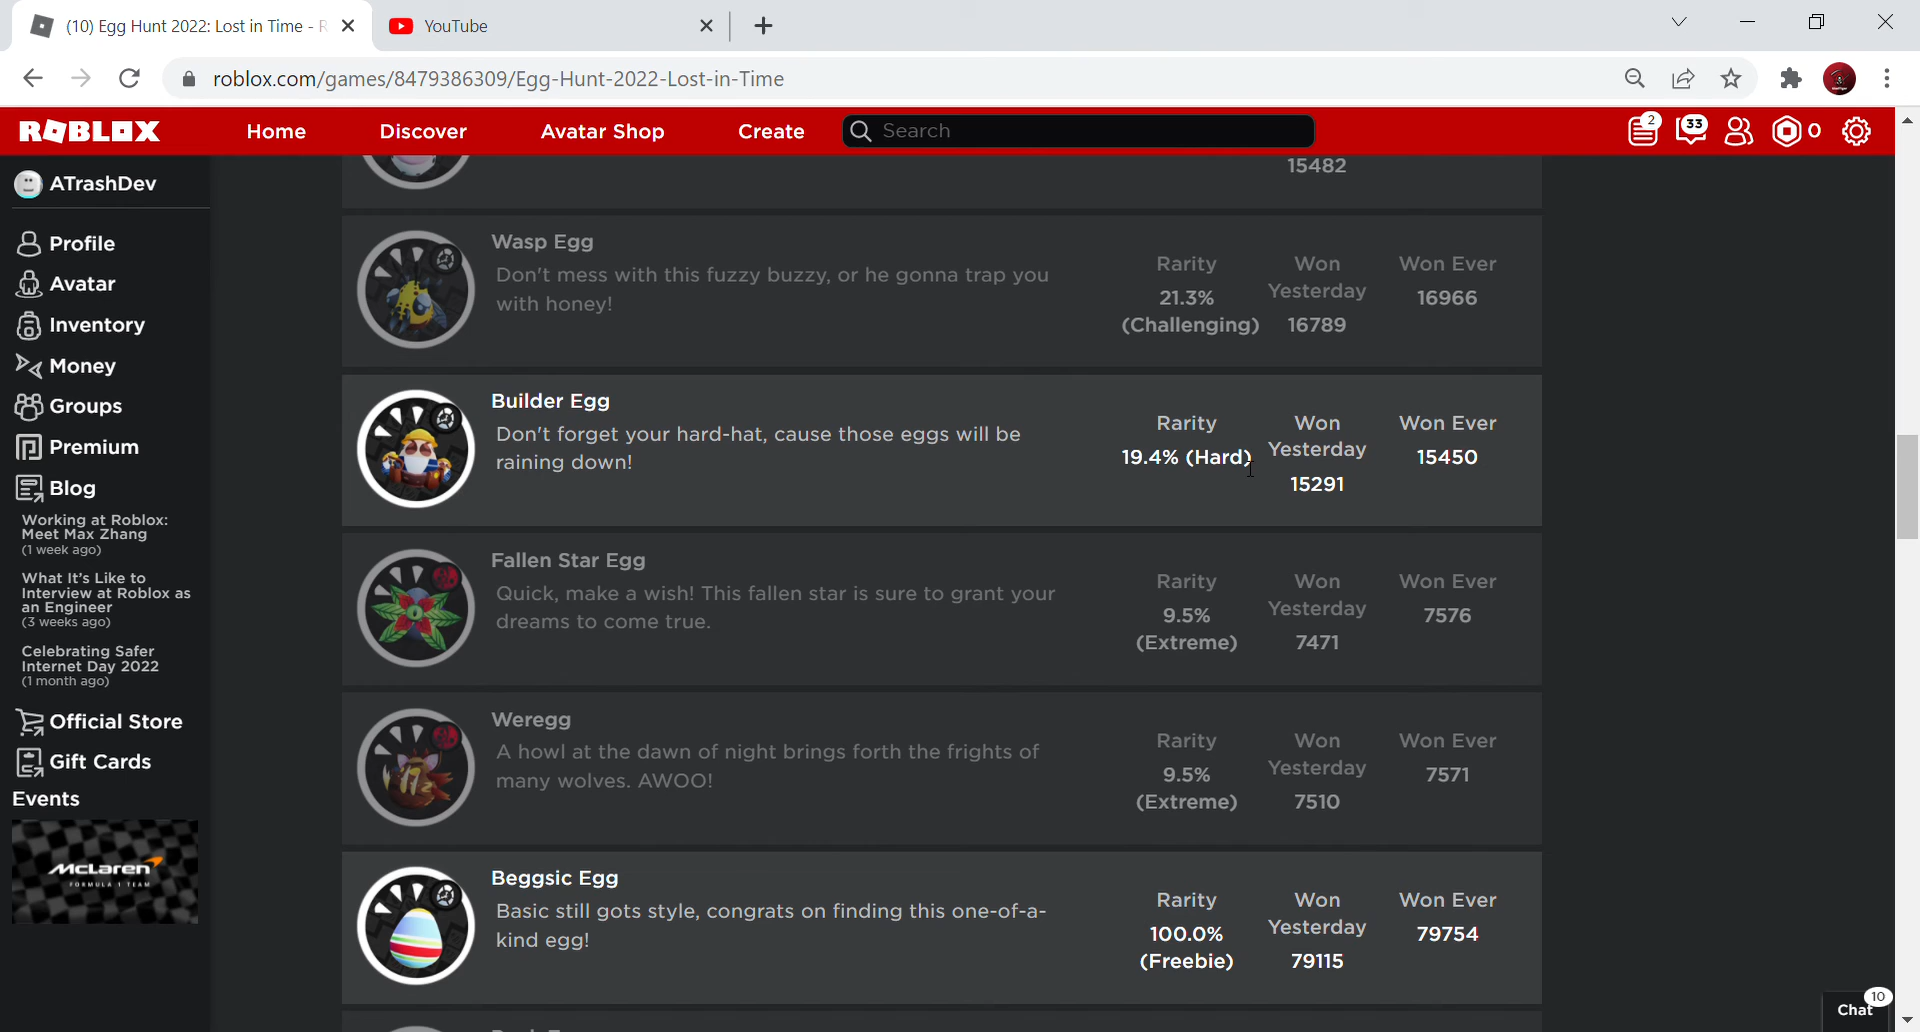 (10) Egg Hunt 2022: Lost in Time - R
YouTube
roblox.com/games/8479386309/Egg-Hunt-2022-Lost-in-Time
ROBLOX
Home
Discover
Avatar Shop
Create
Search
2
33
0
ATrashDev
Profile
Avatar
Inventory
Money
Groups
Premium
Blog
Working at Roblox:
Meet Max Zhang
(1 week ago)
What It's Like to
Interview at Roblox as
an Engineer
(3 weeks ago)
Celebrating Safer
Internet Day 2022
(1 month ago)
Official Store
Gift Cards
Events
McLaren
FORMULA 1 TEAM
15482
Wasp Egg
Don't mess with this fuzzy buzzy, or he gonna trap you
with honey!
Rarity
21.3%
(Challenging)
Won
Yesterday
16789
Won Ever
16966
Builder Egg
Don't forget your hard-hat, cause those eggs will be
raining down!
Rarity
19.4% (Hard)
Won
Yesterday
15291
Won Ever
15450
Fallen Star Egg
Quick, make a wish! This fallen star is sure to grant your
dreams to come true.
Rarity
9.5%
(Extreme)
Won
Yesterday
7471
Won Ever
7576
Weregg
A howl at the dawn of night brings forth the frights of
many wolves. AWOO!
Rarity
9.5%
(Extreme)
Won
Yesterday
7510
Won Ever
7571
Beggsic Egg
Basic still gots style, congrats on finding this one-of-a-
kind egg!
Rarity
100.0%
(Freebie)
Won
Yesterday
79115
Won Ever
79754
Chat
10